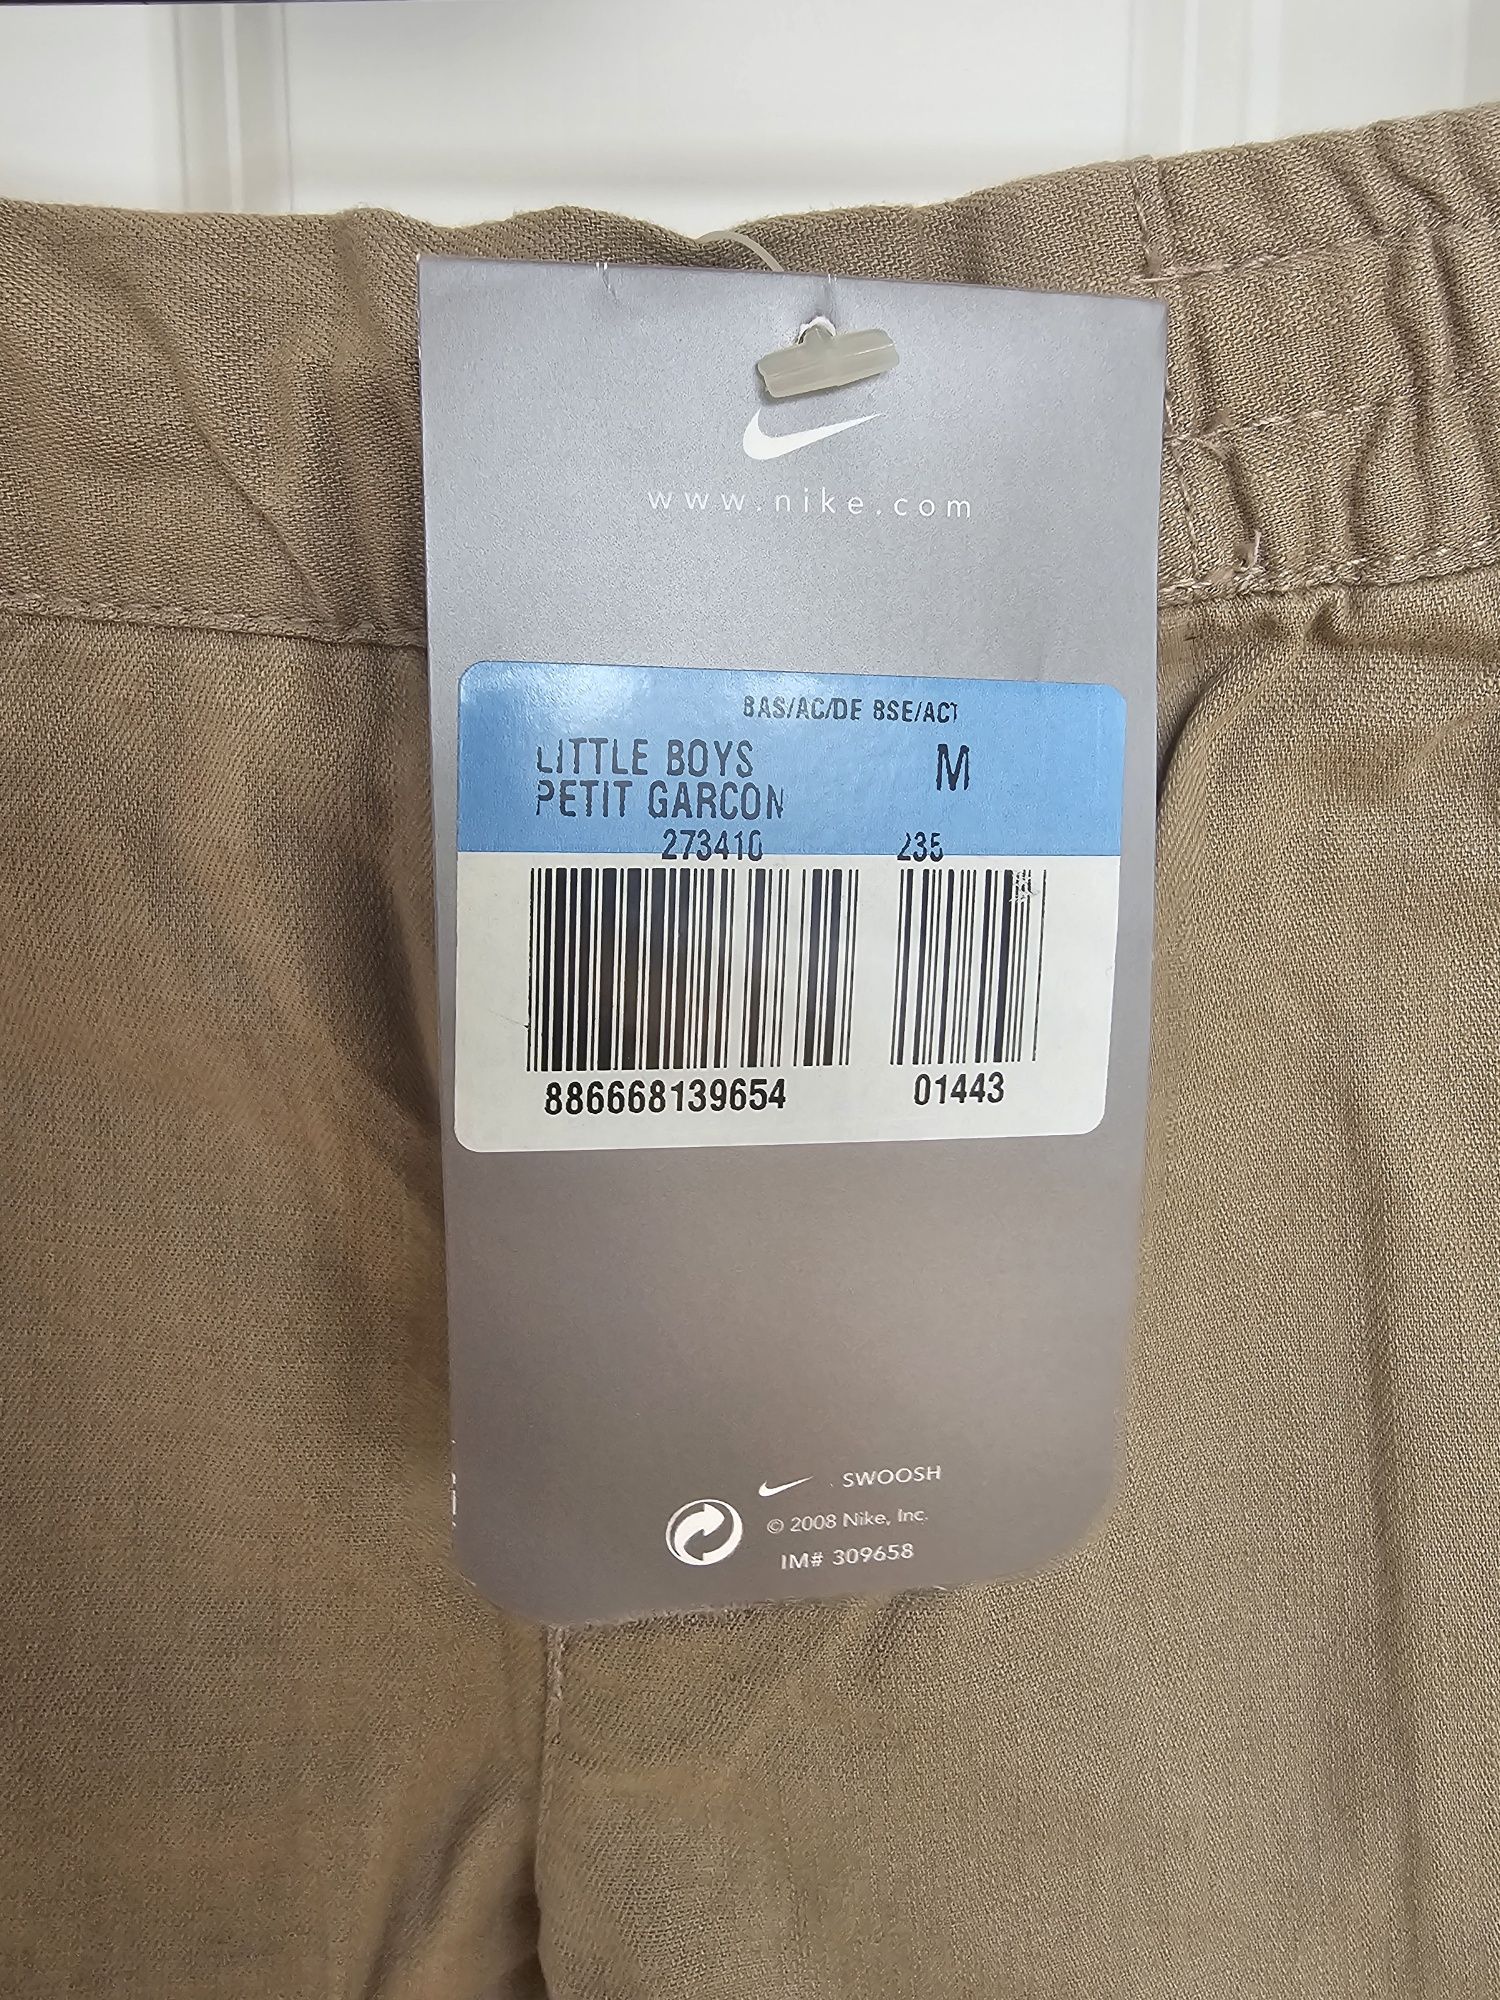 www.nike.com
BAS/AC/DE BSE/ACT
LITTLE BOYS M
PETIT GARCON
273410 235
886668139654 01443
SWOOSH
© 2008 Nike, Inc.
IM# 309658